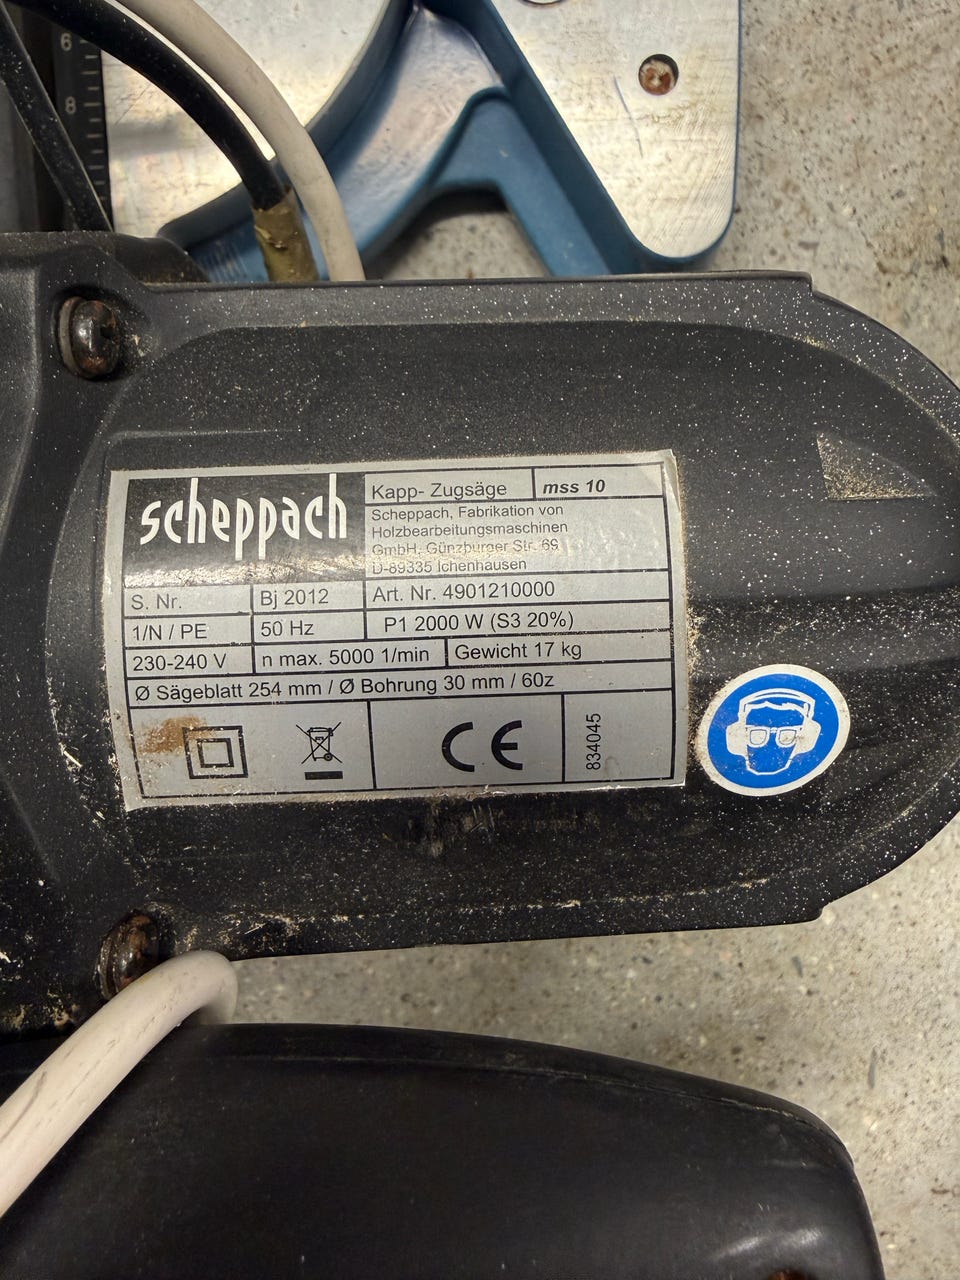 6
8
scheppach
Kapp- Zugsäge
mss 10
Scheppach, Fabrikation von
Holzbearbeitungsmaschinen
GmbH, Günzburger Str. 69
D-89335 Ichenhausen
S. Nr.
Bj 2012
Art. Nr. 4901210000
1/N / PE
50 Hz
P1 2000 W (S3 20%)
230-240 V
n max. 5000 1/min
Gewicht 17 kg
Ø Sägeblatt 254 mm / Ø Bohrung 30 mm / 60z
CE
834045